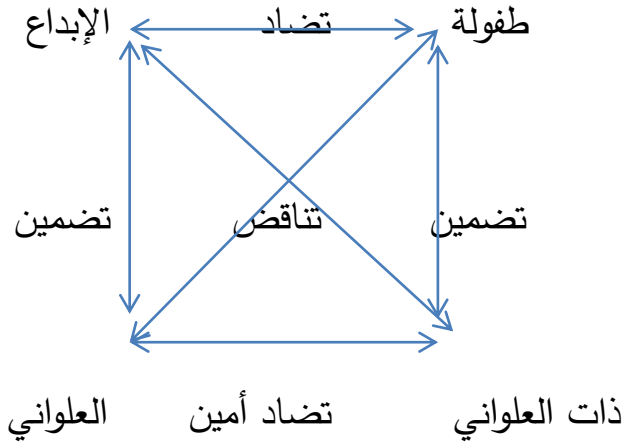 طفولة تضاد الإبداع
تضمين تناقض تضمين
ذات العلواني تضاد أمين العلواني